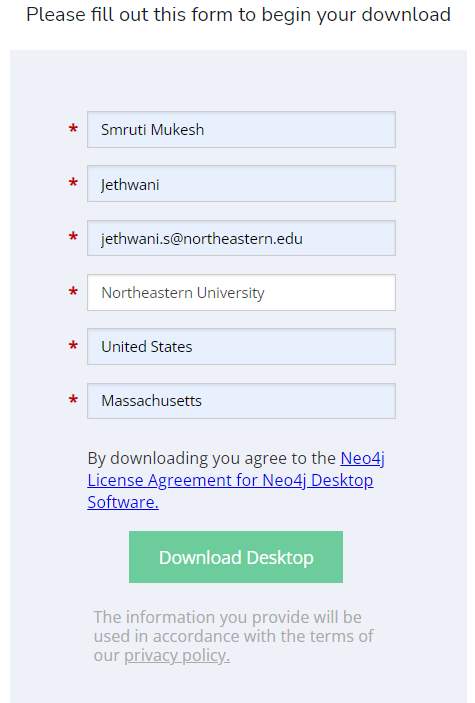 Please fill out this form to begin your download
* Smruti Mukesh
* Jethwani
* jethwani.s@northeastern.edu
* Northeastern University
* United States
* Massachusetts
By downloading you agree to the Neo4j
License Agreement for Neo4j Desktop
Software.
Download Desktop
The information you provide will be
used in accordance with the terms of
our privacy policy.